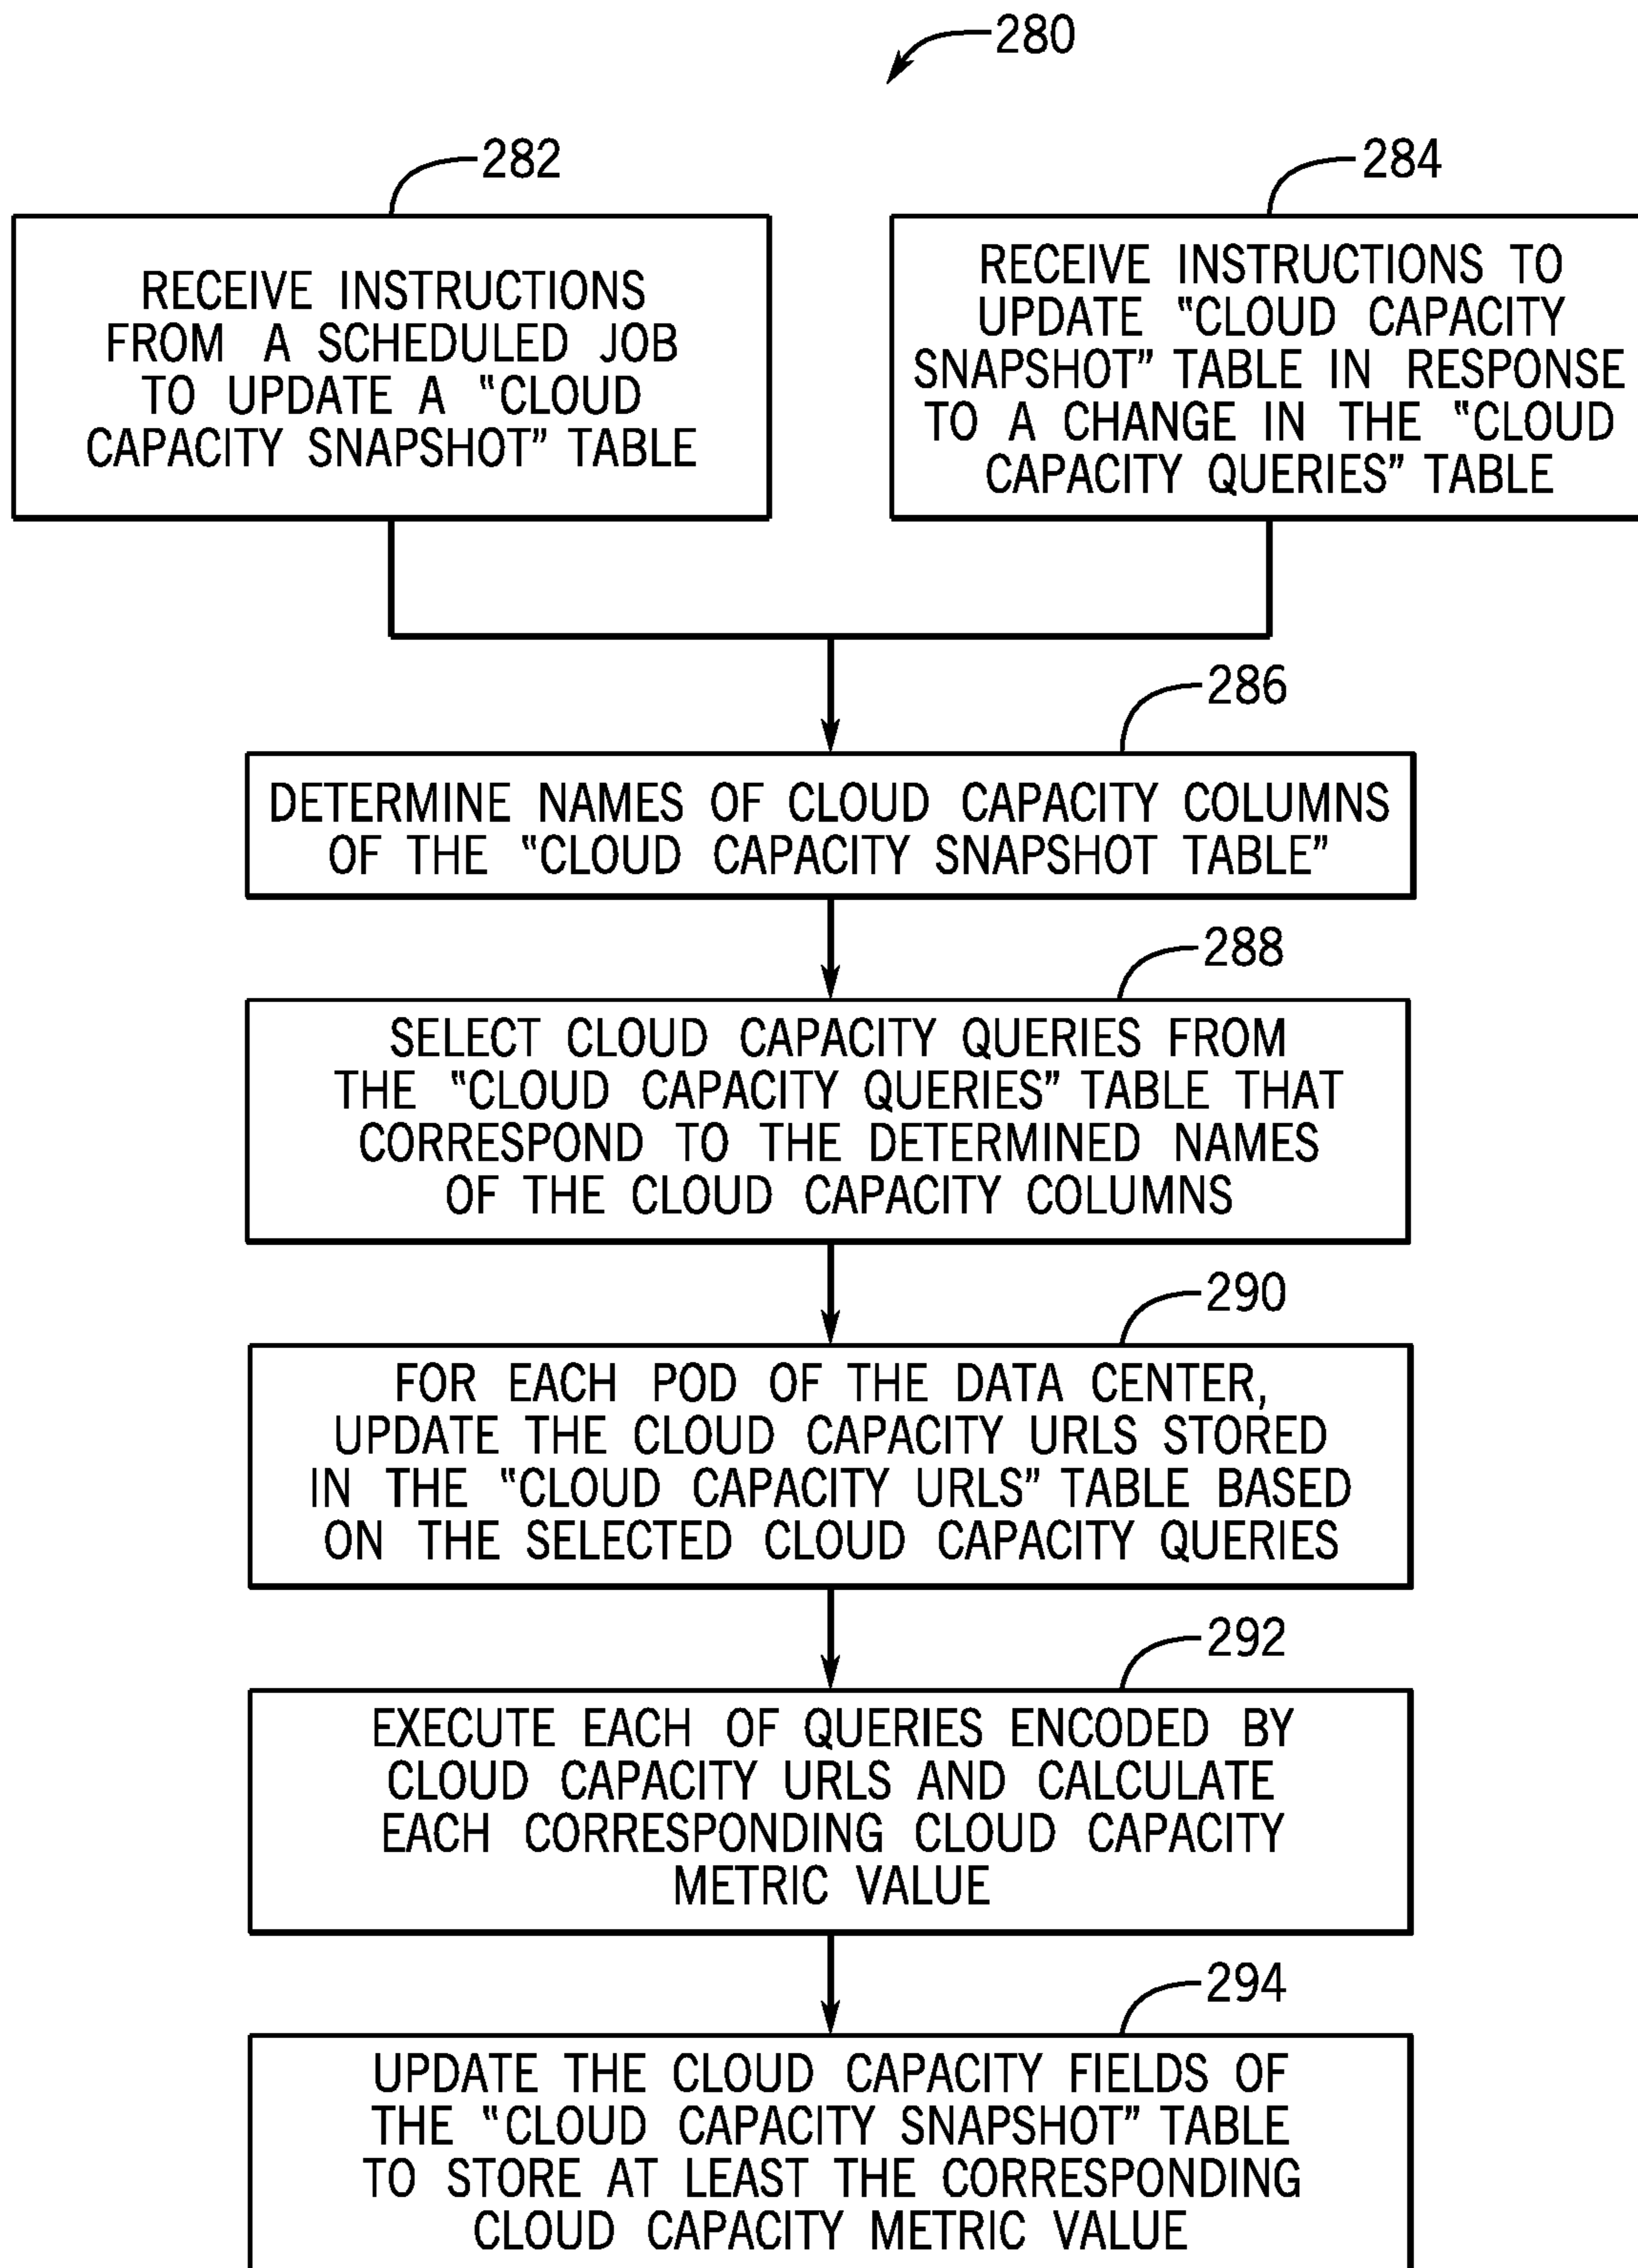 280
282
RECEIVE INSTRUCTIONS
FROM A SCHEDULED JOB
TO UPDATE A "CLOUD
CAPACITY SNAPSHOT" TABLE
284
RECEIVE INSTRUCTIONS TO
UPDATE "CLOUD CAPACITY
SNAPSHOT" TABLE IN RESPONSE
TO A CHANGE IN THE "CLOUD
CAPACITY QUERIES" TABLE
286
DETERMINE NAMES OF CLOUD CAPACITY COLUMNS
OF THE "CLOUD CAPACITY SNAPSHOT TABLE"
288
SELECT CLOUD CAPACITY QUERIES FROM
THE "CLOUD CAPACITY QUERIES" TABLE THAT
CORRESPOND TO THE DETERMINED NAMES
OF THE CLOUD CAPACITY COLUMNS
290
FOR EACH POD OF THE DATA CENTER,
UPDATE THE CLOUD CAPACITY URLS STORED
IN THE "CLOUD CAPACITY URLS" TABLE BASED
ON THE SELECTED CLOUD CAPACITY QUERIES
292
EXECUTE EACH OF QUERIES ENCODED BY
CLOUD CAPACITY URLS AND CALCULATE
EACH CORRESPONDING CLOUD CAPACITY
METRIC VALUE
294
UPDATE THE CLOUD CAPACITY FIELDS OF
THE "CLOUD CAPACITY SNAPSHOT" TABLE
TO STORE AT LEAST THE CORRESPONDING
CLOUD CAPACITY METRIC VALUE